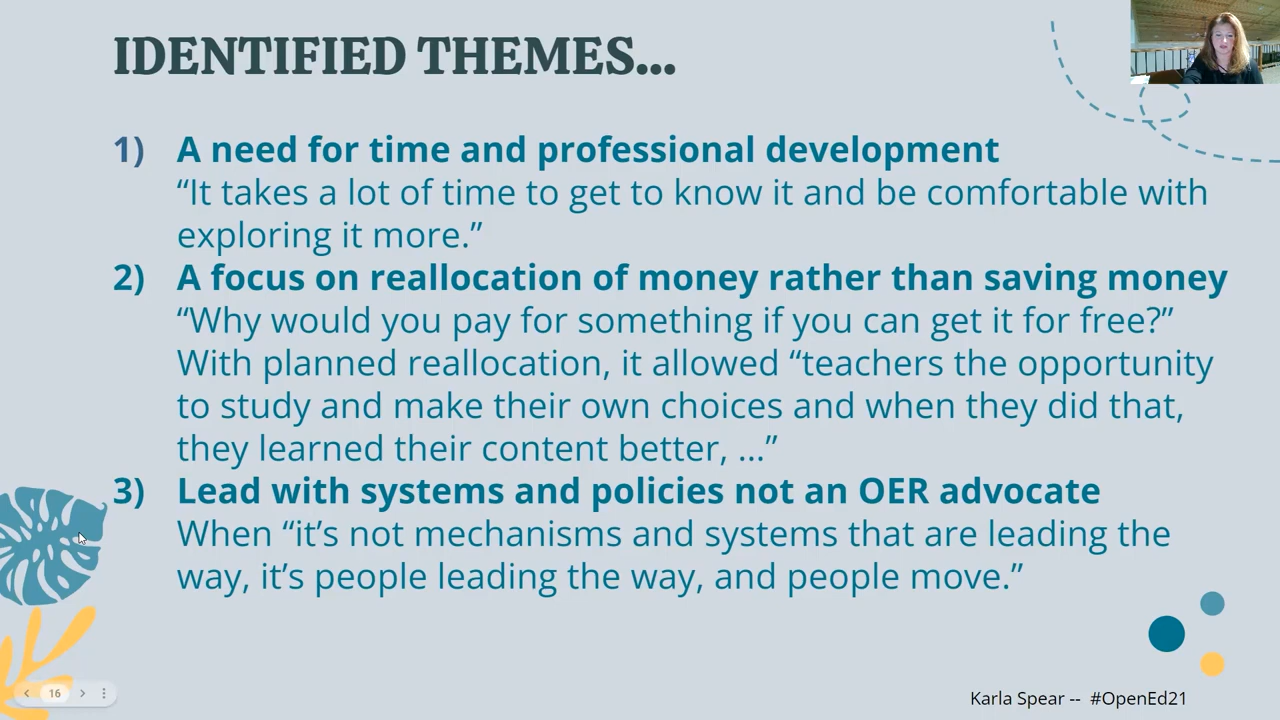 IDENTIFIED THEMES...
1) A need for time and professional development
“It takes a lot of time to get to know it and be comfortable with
exploring it more.”
2) A focus on reallocation of money rather than saving money
“Why would you pay for something if you can get it for free?”
With planned reallocation, it allowed “teachers the opportunity
to study and make their own choices and when they did that,
they learned their content better, ...”
3) Lead with systems and policies not an OER advocate
When “it’s not mechanisms and systems that are leading the
way, it’s people leading the way, and people move.”
16
Karla Spear -- #OpenEd21